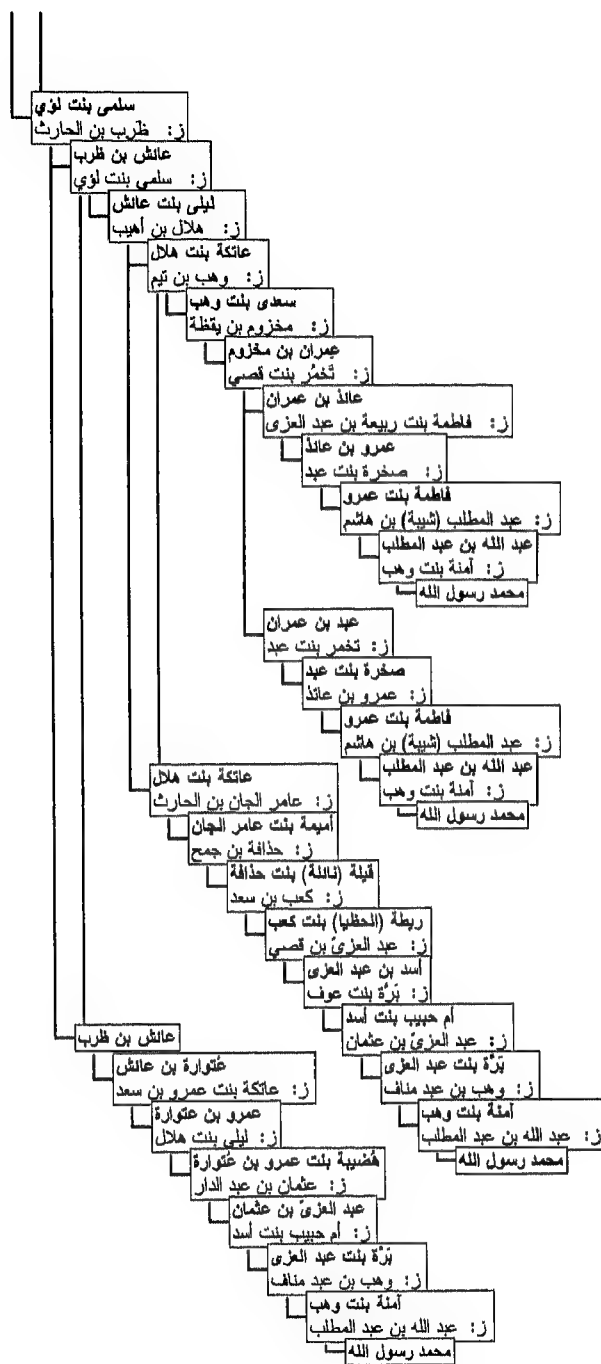 سلمى بنت لؤي
ز: ظرب بن الحارث
عائش بن ظرب
ز: سلمى بنت لؤي
ليلى بنت عائش
ز: هلال بن أهيب
عاتكة بنت هلال
ز: وهب بن تيم
سعدى بنت وهب
ز: مخزوم بن يقظة
عمران بن مخزوم
ز: تَخمُر بنت قصي
عائذ بن عمران
ز: فاطمة بنت ربيعة بن عبد العزى
عمرو بن عائذ
ز: صخرة بنت عبد
فاطمة بنت عمرو
ز: عبد المطلب (شيبة) بن هاشم
عبد الله بن عبد المطلب
ز: آمنة بنت وهب
محمد رسول الله
عبد بن عمران
ز: تخمر بنت عبد
صخرة بنت عبد
ز: عمرو بن عائذ
فاطمة بنت عمرو
ز: عبد المطلب (شيبة) بن هاشم
عبد الله بن عبد المطلب
ز: آمنة بنت وهب
محمد رسول الله
عاتكة بنت هلال
ز: عامر الجان بن الحارث
أميمة بنت عامر الجان
ز: حذافة بن جمح
قيلة (نائلة) بنت حذافة
ز: كعب بن سعد
ريطة (الحظيا) بنت كعب
ز: عبد العزىّ بن قصي
أسد بن عبد العزى
ز: بَرَّة بنت عوف
أم حبيب بنت أسد
ز: عبد العزىّ بن عثمان
بَرَّة بنت عبد العزى
ز: وهب بن عبد مناف
آمنة بنت وهب
ز: عبد الله بن عبد المطلب
محمد رسول الله
عائش بن ظرب
عُتوارة بن عائش
ز: عاتكة بنت عمرو بن سعد
عمرو بن عتوارة
ز: ليلى بنت هلال
هُضيبة بنت عمرو بن عُتوارة
ز: عثمان بن عبد الدار
عبد العزىّ بن عثمان
ز: أم حبيب بنت أسد
بَرَّة بنت عبد العزى
ز: وهب بن عبد مناف
آمنة بنت وهب
ز: عبد الله بن عبد المطلب
محمد رسول الله